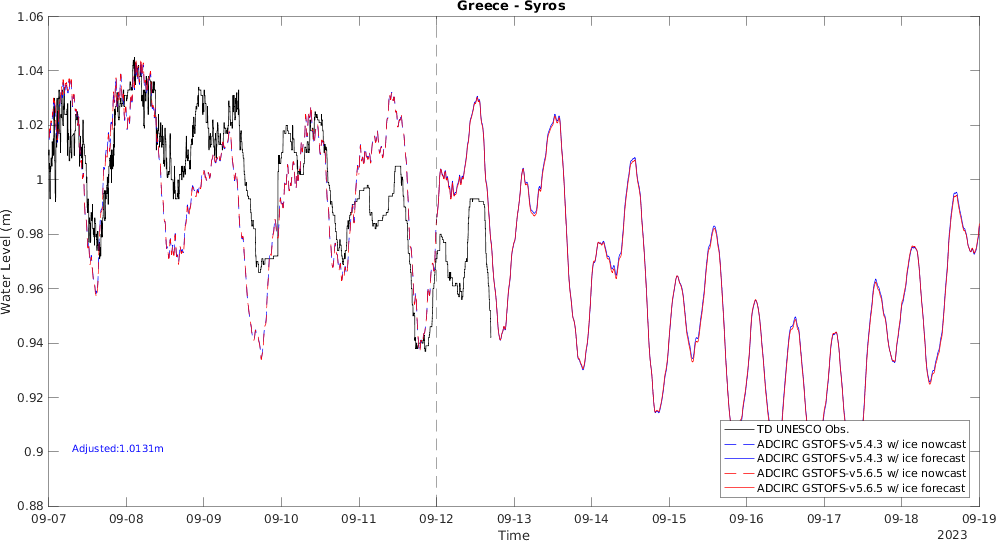 Greece - Syros
1.06
1.04
1.02
1
0.98
0.96
0.94
0.92
0.9
0.88
Water Level (m)
Adjusted:1.0131m
TD UNESCO Obs.
ADCIRC GSTOFS-v5.4.3 w/ ice nowcast
ADCIRC GSTOFS-v5.4.3 w/ ice forecast
ADCIRC GSTOFS-v5.6.5 w/ ice nowcast
ADCIRC GSTOFS-v5.6.5 w/ ice forecast
09-07 09-08 09-09 09-10 09-11 09-12 09-13 09-14 09-15 09-16 09-17 09-18 09-19
Time
2023